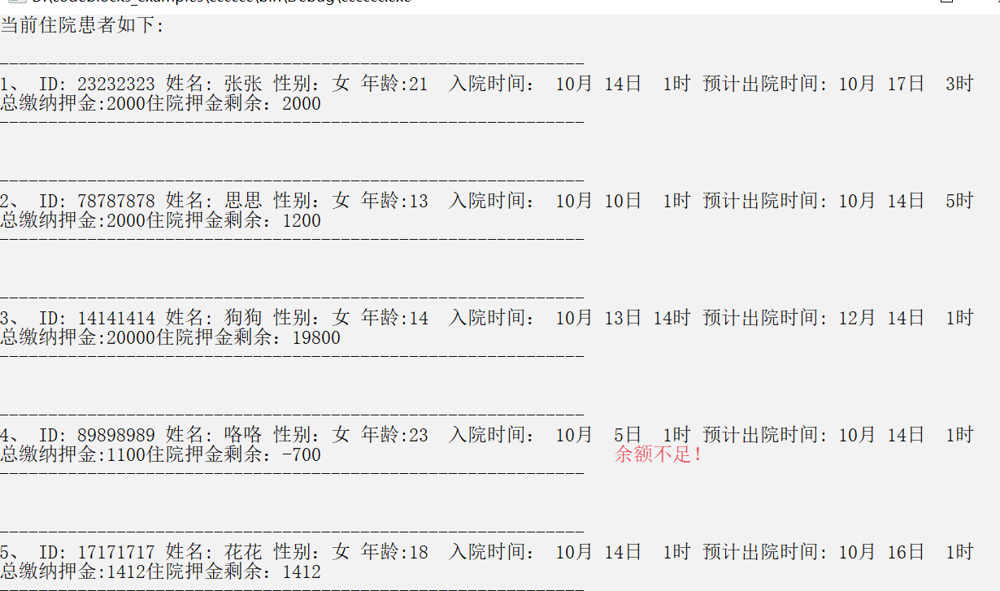 D:\codeblocks_examples\cccccc\bin\Debug\cccccc.exe
当前住院患者如下:
------------------------------------------------------------
1、 ID: 23232323 姓名: 张张 性别: 女 年龄:21 入院时间: 10月 14日 1时 预计出院时间: 10月 17日 3时
总缴纳押金:2000住院押金剩余: 2000
------------------------------------------------------------
------------------------------------------------------------
2、 ID: 78787878 姓名: 思思 性别: 女 年龄:13 入院时间: 10月 10日 1时 预计出院时间: 10月 14日 5时
总缴纳押金:2000住院押金剩余: 1200
------------------------------------------------------------
------------------------------------------------------------
3、 ID: 14141414 姓名: 狗狗 性别: 女 年龄:14 入院时间: 10月 13日 14时 预计出院时间: 12月 14日 1时
总缴纳押金:20000住院押金剩余: 19800
------------------------------------------------------------
------------------------------------------------------------
4、 ID: 89898989 姓名: 咯咯 性别: 女 年龄:23 入院时间: 10月 5日 1时 预计出院时间: 10月 14日 1时
总缴纳押金:1100住院押金剩余: -700 余额不足!
------------------------------------------------------------
------------------------------------------------------------
5、 ID: 17171717 姓名: 花花 性别: 女 年龄:18 入院时间: 10月 14日 1时 预计出院时间: 10月 16日 1时
总缴纳押金:1412住院押金剩余: 1412
------------------------------------------------------------